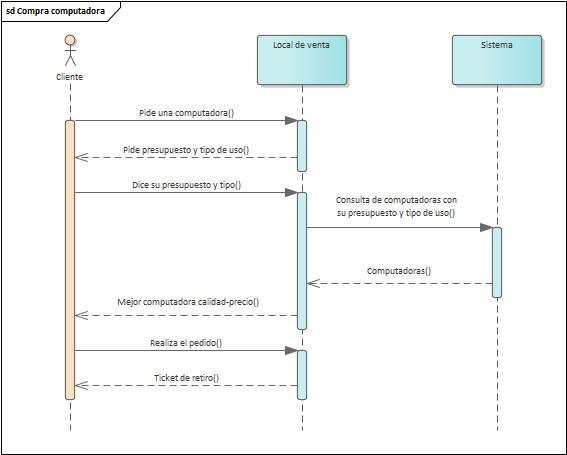 sd Compra computadora
Local de venta
Sistema
Cliente
Pide una computadora()
Pide presupuesto y tipo de uso()
Dice su presupuesto y tipo()
Consulta de computadoras con
su presupuesto y tipo de uso()
Computadoras()
Mejor computadora calidad-precio()
Realiza el pedido()
Ticket de retiro()